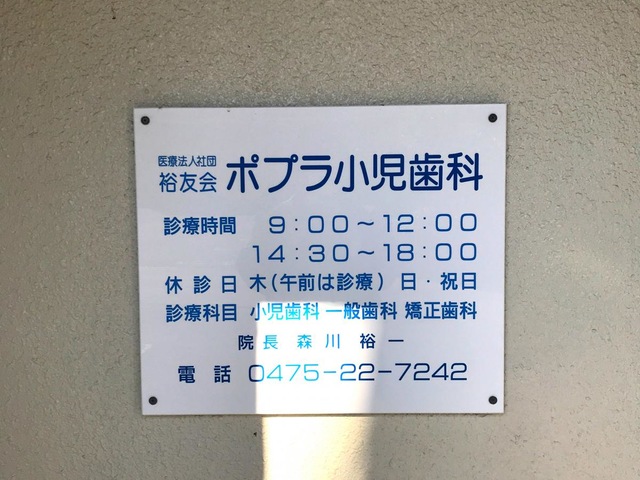 医療法人社団
裕友会 ポプラ小児歯科
診療時間 9:00～12:00
14:30～18:00
休診日 木(午前は診療) 日・祝日
診療科目 小児歯科 一般歯科 矯正歯科
院長 森川 裕一
電話 0475-22-7242